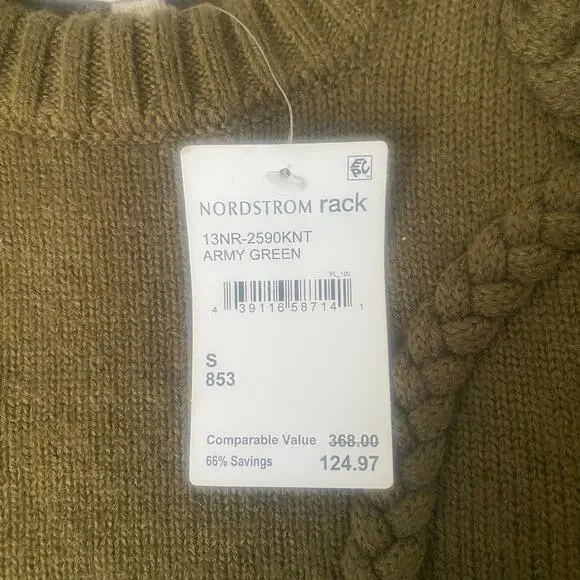 NORDSTROM rack
13NR-2590KNT
ARMY GREEN
FL_100
4 39116 58714 1
S
853
Comparable Value 368.00
66% Savings 124.97